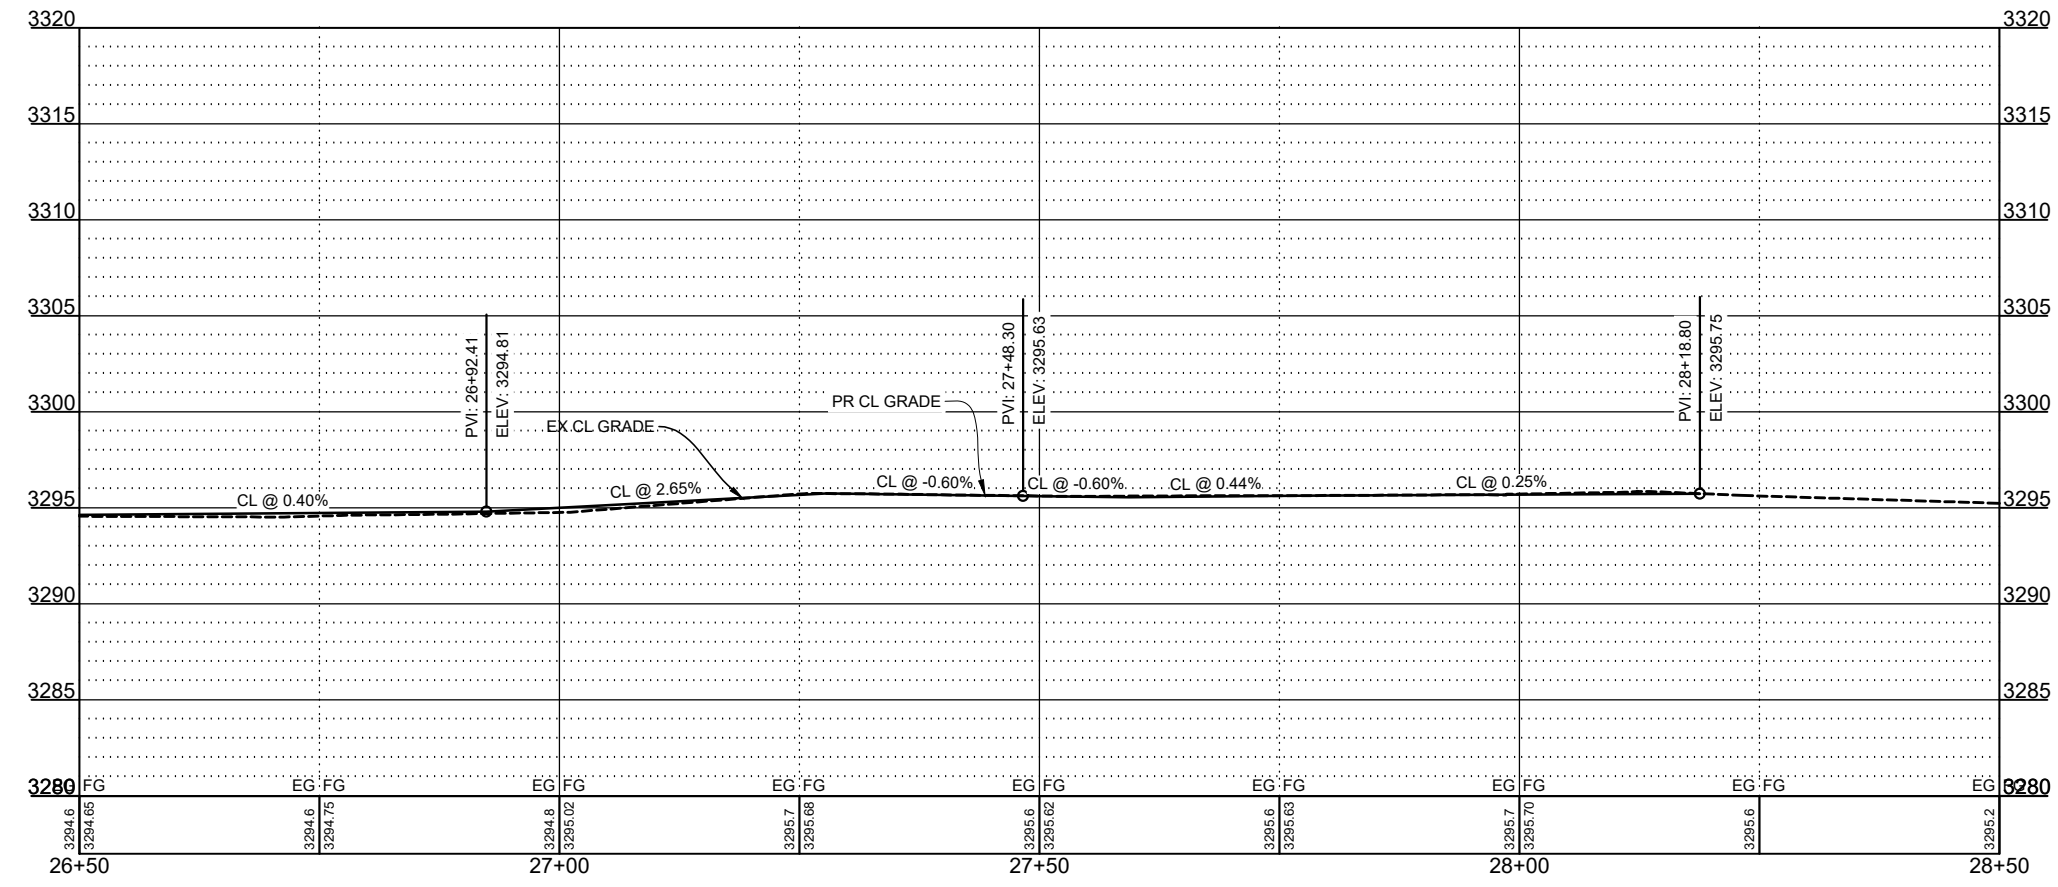 3320 3320
3315 3315
3310 3310
3305 3305
PVI: 26+92.41
ELEV: 3294.81
PVI: 27+48.30
ELEV: 3295.63
PVI: 28+18.80
ELEV: 3295.75
3300 3300
PR CL GRADE
EX CL GRADE
3295 3295
CL @ 0.40%
CL @ 2.65%
CL @ -0.60%
CL @ -0.60%
CL @ 0.44%
CL @ 0.25%
3290 3290
3285 3285
3280 3280
FG
EG FG
EG FG
EG FG
EG FG
EG FG
EG FG
EG FG
EG
3294.6
3294.65
3294.6
3294.75
3294.8
3295.02
3295.7
3295.68
3295.6
3295.62
3295.6
3295.63
3295.7
3295.70
3295.6
3295.2
26+50 27+00 27+50 28+00 28+50